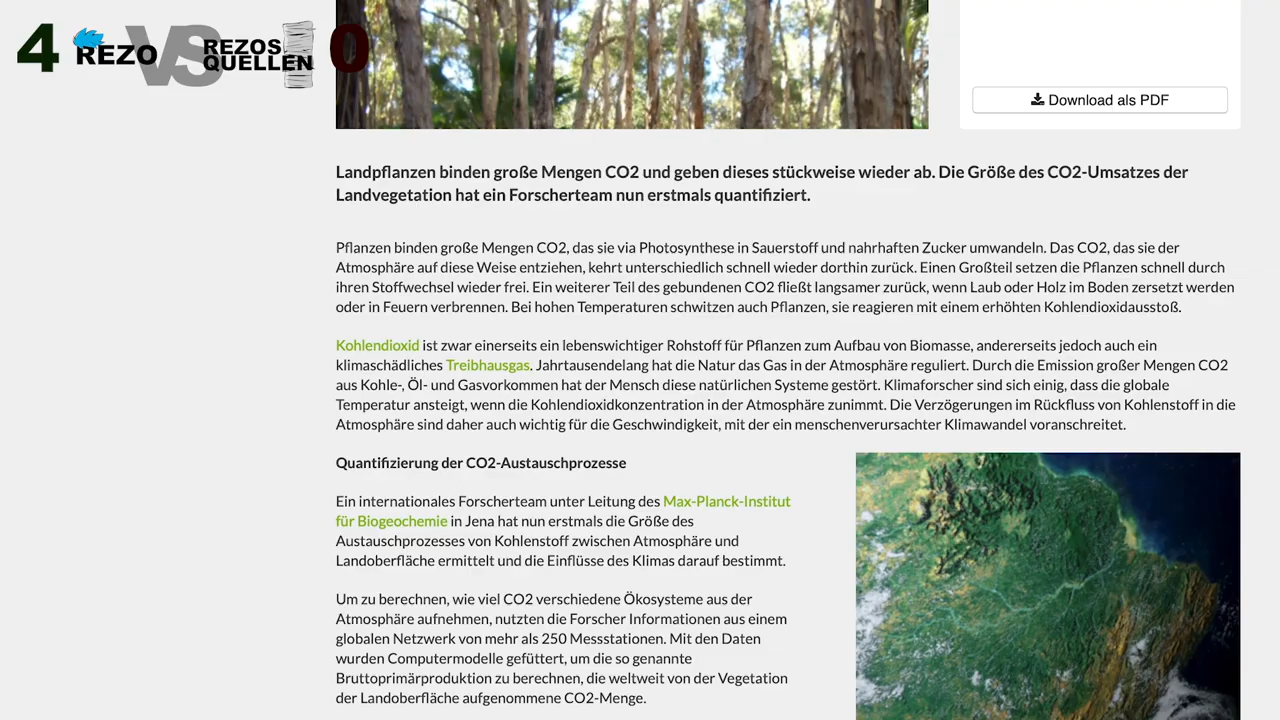 4 REZO VS REZOS QUELLEN 0
Download als PDF
Landpflanzen binden große Mengen CO2 und geben dieses stückweise wieder ab. Die Größe des CO2-Umsatzes der
Landvegetation hat ein Forscherteam nun erstmals quantifiziert.
Pflanzen binden große Mengen CO2, das sie via Photosynthese in Sauerstoff und nahrhaften Zucker umwandeln. Das CO2, das sie der
Atmosphäre auf diese Weise entziehen, kehrt unterschiedlich schnell wieder dorthin zurück. Einen Großteil setzen die Pflanzen schnell durch
ihren Stoffwechsel wieder frei. Ein weiterer Teil des gebundenen CO2 fließt langsamer zurück, wenn Laub oder Holz im Boden zersetzt werden
oder in Feuern verbrennen. Bei hohen Temperaturen schwitzen auch Pflanzen, sie reagieren mit einem erhöhten Kohlendioxidausstoß.
Kohlendioxid ist zwar einerseits ein lebenswichtiger Rohstoff für Pflanzen zum Aufbau von Biomasse, andererseits jedoch auch ein
klimaschädliches Treibhausgas. Jahrtausendelang hat die Natur das Gas in der Atmosphäre reguliert. Durch die Emission großer Mengen CO2
aus Kohle-, Öl- und Gasvorkommen hat der Mensch diese natürlichen Systeme gestört. Klimaforscher sind sich einig, dass die globale
Temperatur ansteigt, wenn die Kohlendioxidkonzentration in der Atmosphäre zunimmt. Die Verzögerungen im Rückfluss von Kohlenstoff in die
Atmosphäre sind daher auch wichtig für die Geschwindigkeit, mit der ein menschenverursachter Klimawandel voranschreitet.
Quantifizierung der CO2-Austauschprozesse
Ein internationales Forscherteam unter Leitung des Max-Planck-Institut
für Biogeochemie in Jena hat nun erstmals die Größe des
Austauschprozesses von Kohlenstoff zwischen Atmosphäre und
Landoberfläche ermittelt und die Einflüsse des Klimas darauf bestimmt.
Um zu berechnen, wie viel CO2 verschiedene Ökosysteme aus der
Atmosphäre aufnehmen, nutzten die Forscher Informationen aus einem
globalen Netzwerk von mehr als 250 Messstationen. Mit den Daten
wurden Computermodelle gefüttert, um die so genannte
Bruttoprimärproduktion zu berechnen, die weltweit von der Vegetation
der Landoberfläche aufgenommene CO2-Menge.